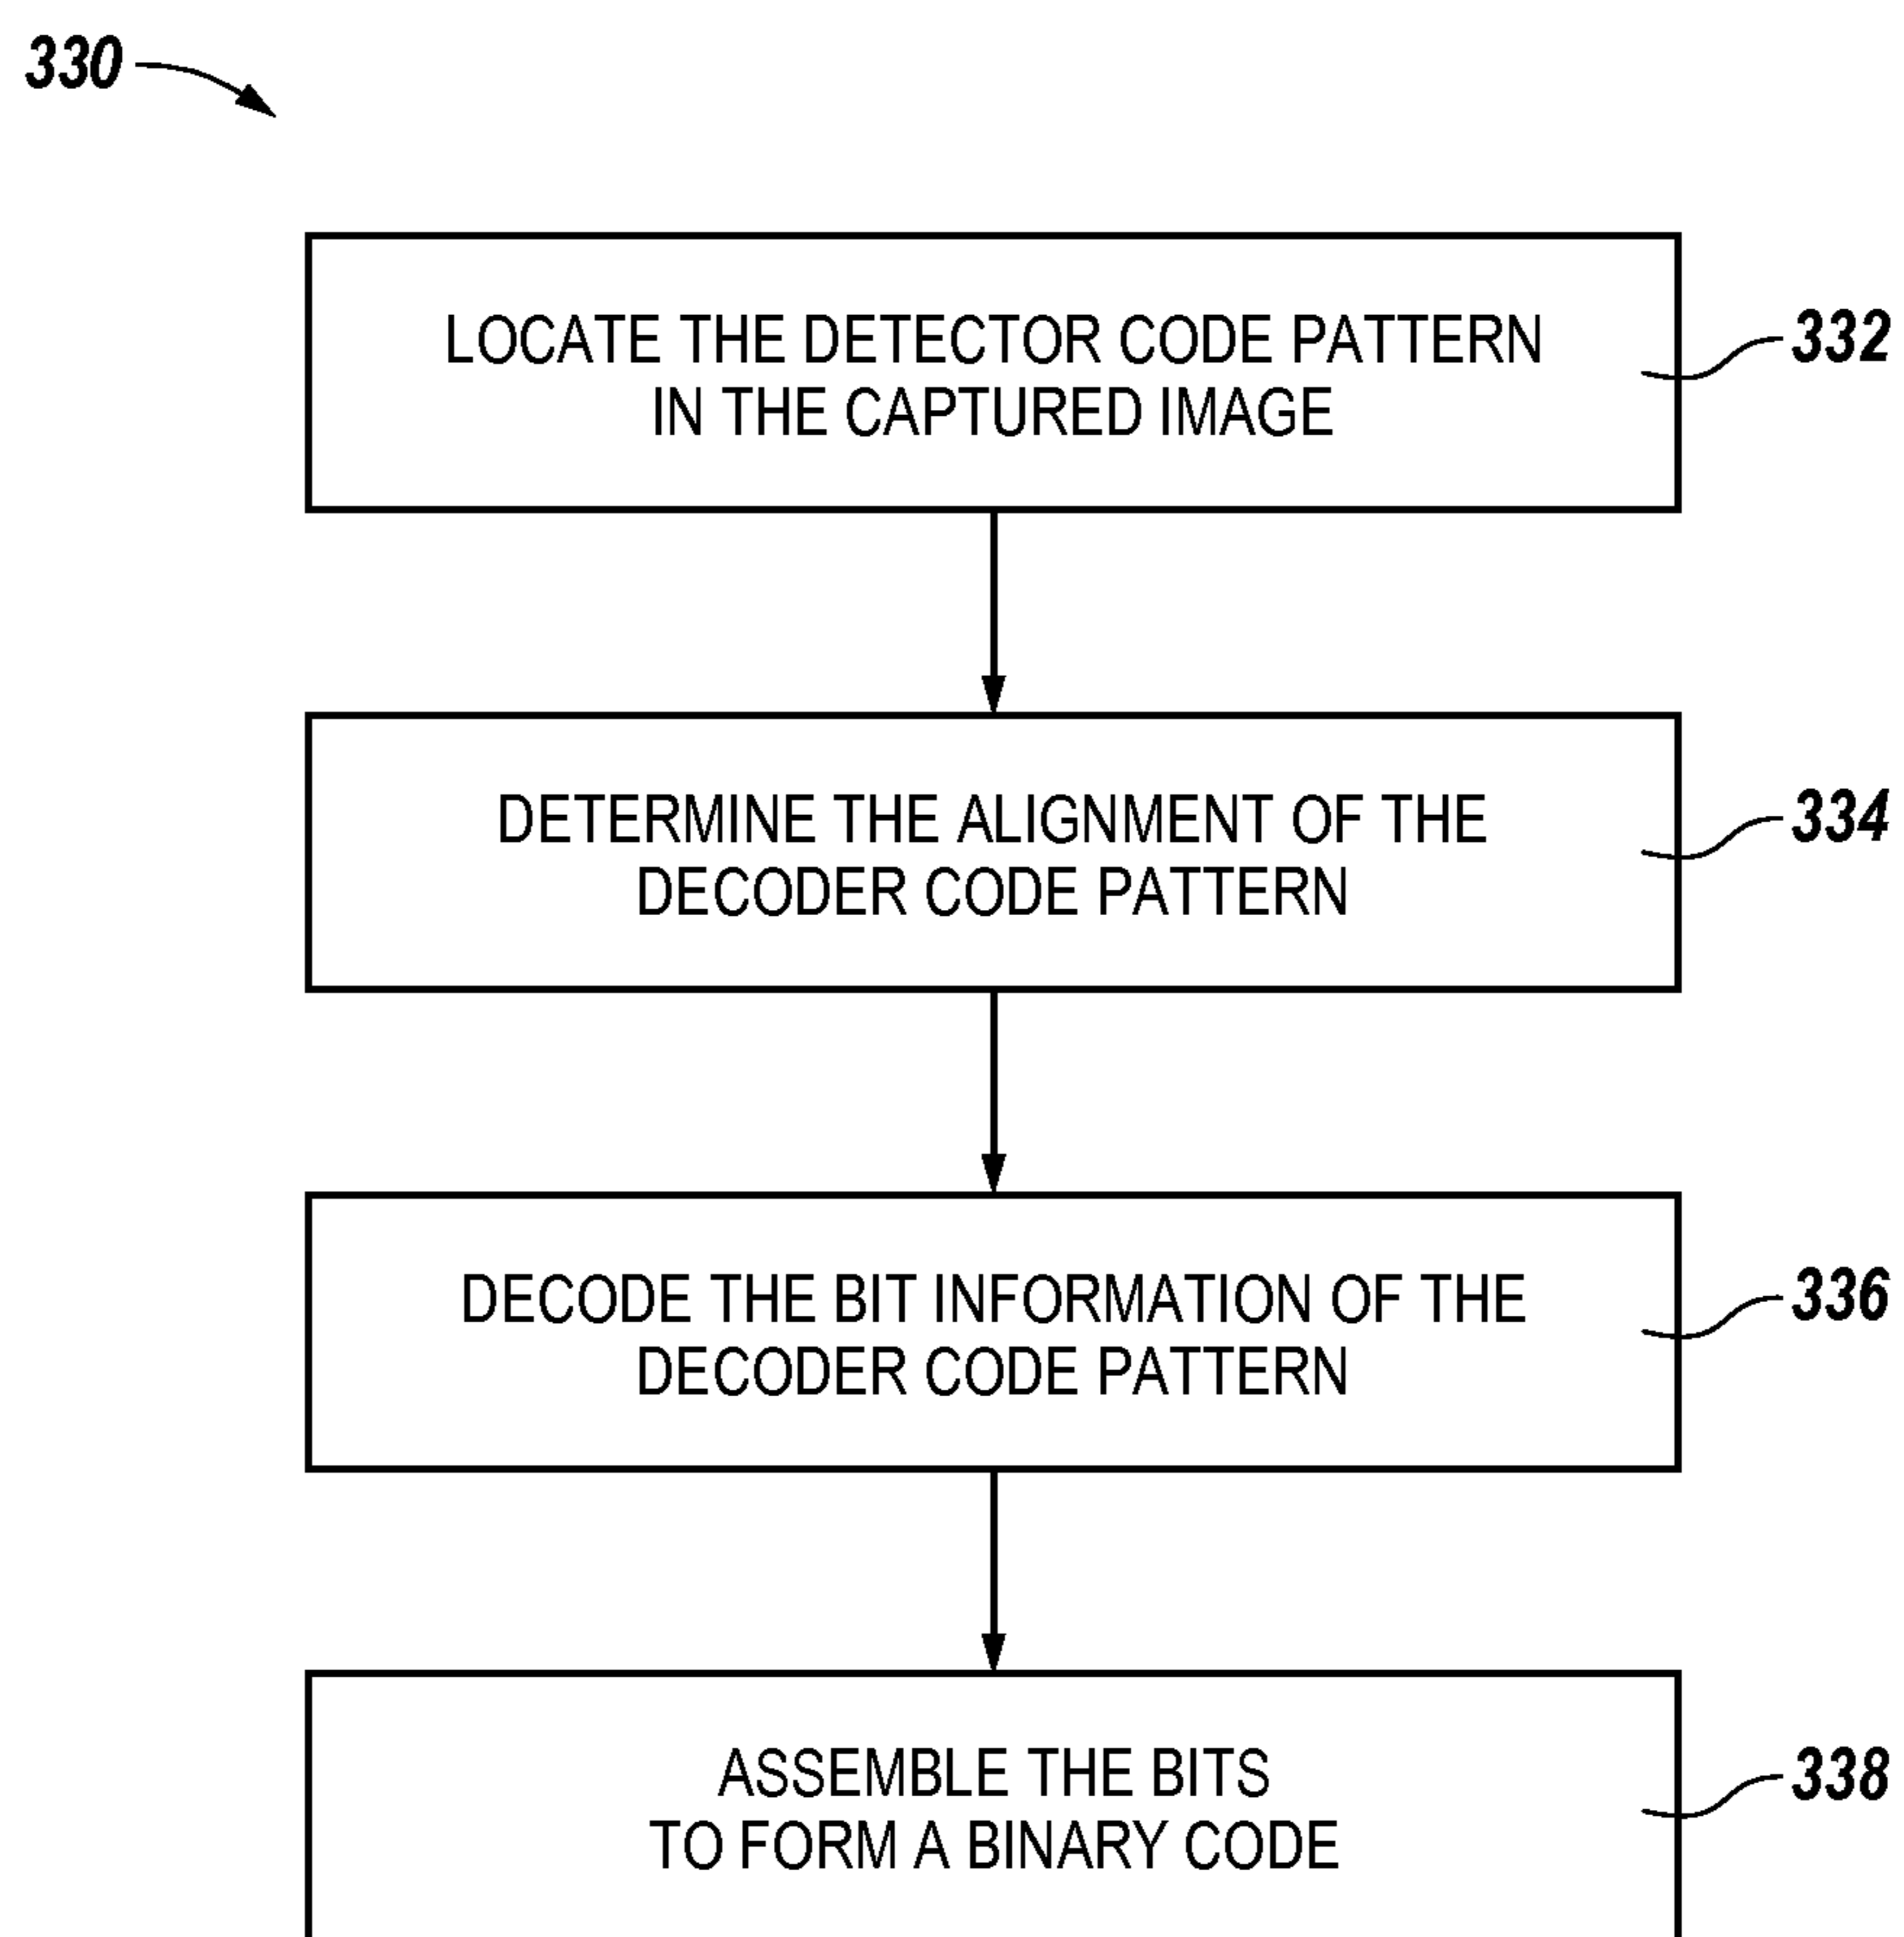 330
LOCATE THE DETECTOR CODE PATTERN
IN THE CAPTURED IMAGE
332
DETERMINE THE ALIGNMENT OF THE
DECODER CODE PATTERN
334
DECODE THE BIT INFORMATION OF THE
DECODER CODE PATTERN
336
ASSEMBLE THE BITS
TO FORM A BINARY CODE
338